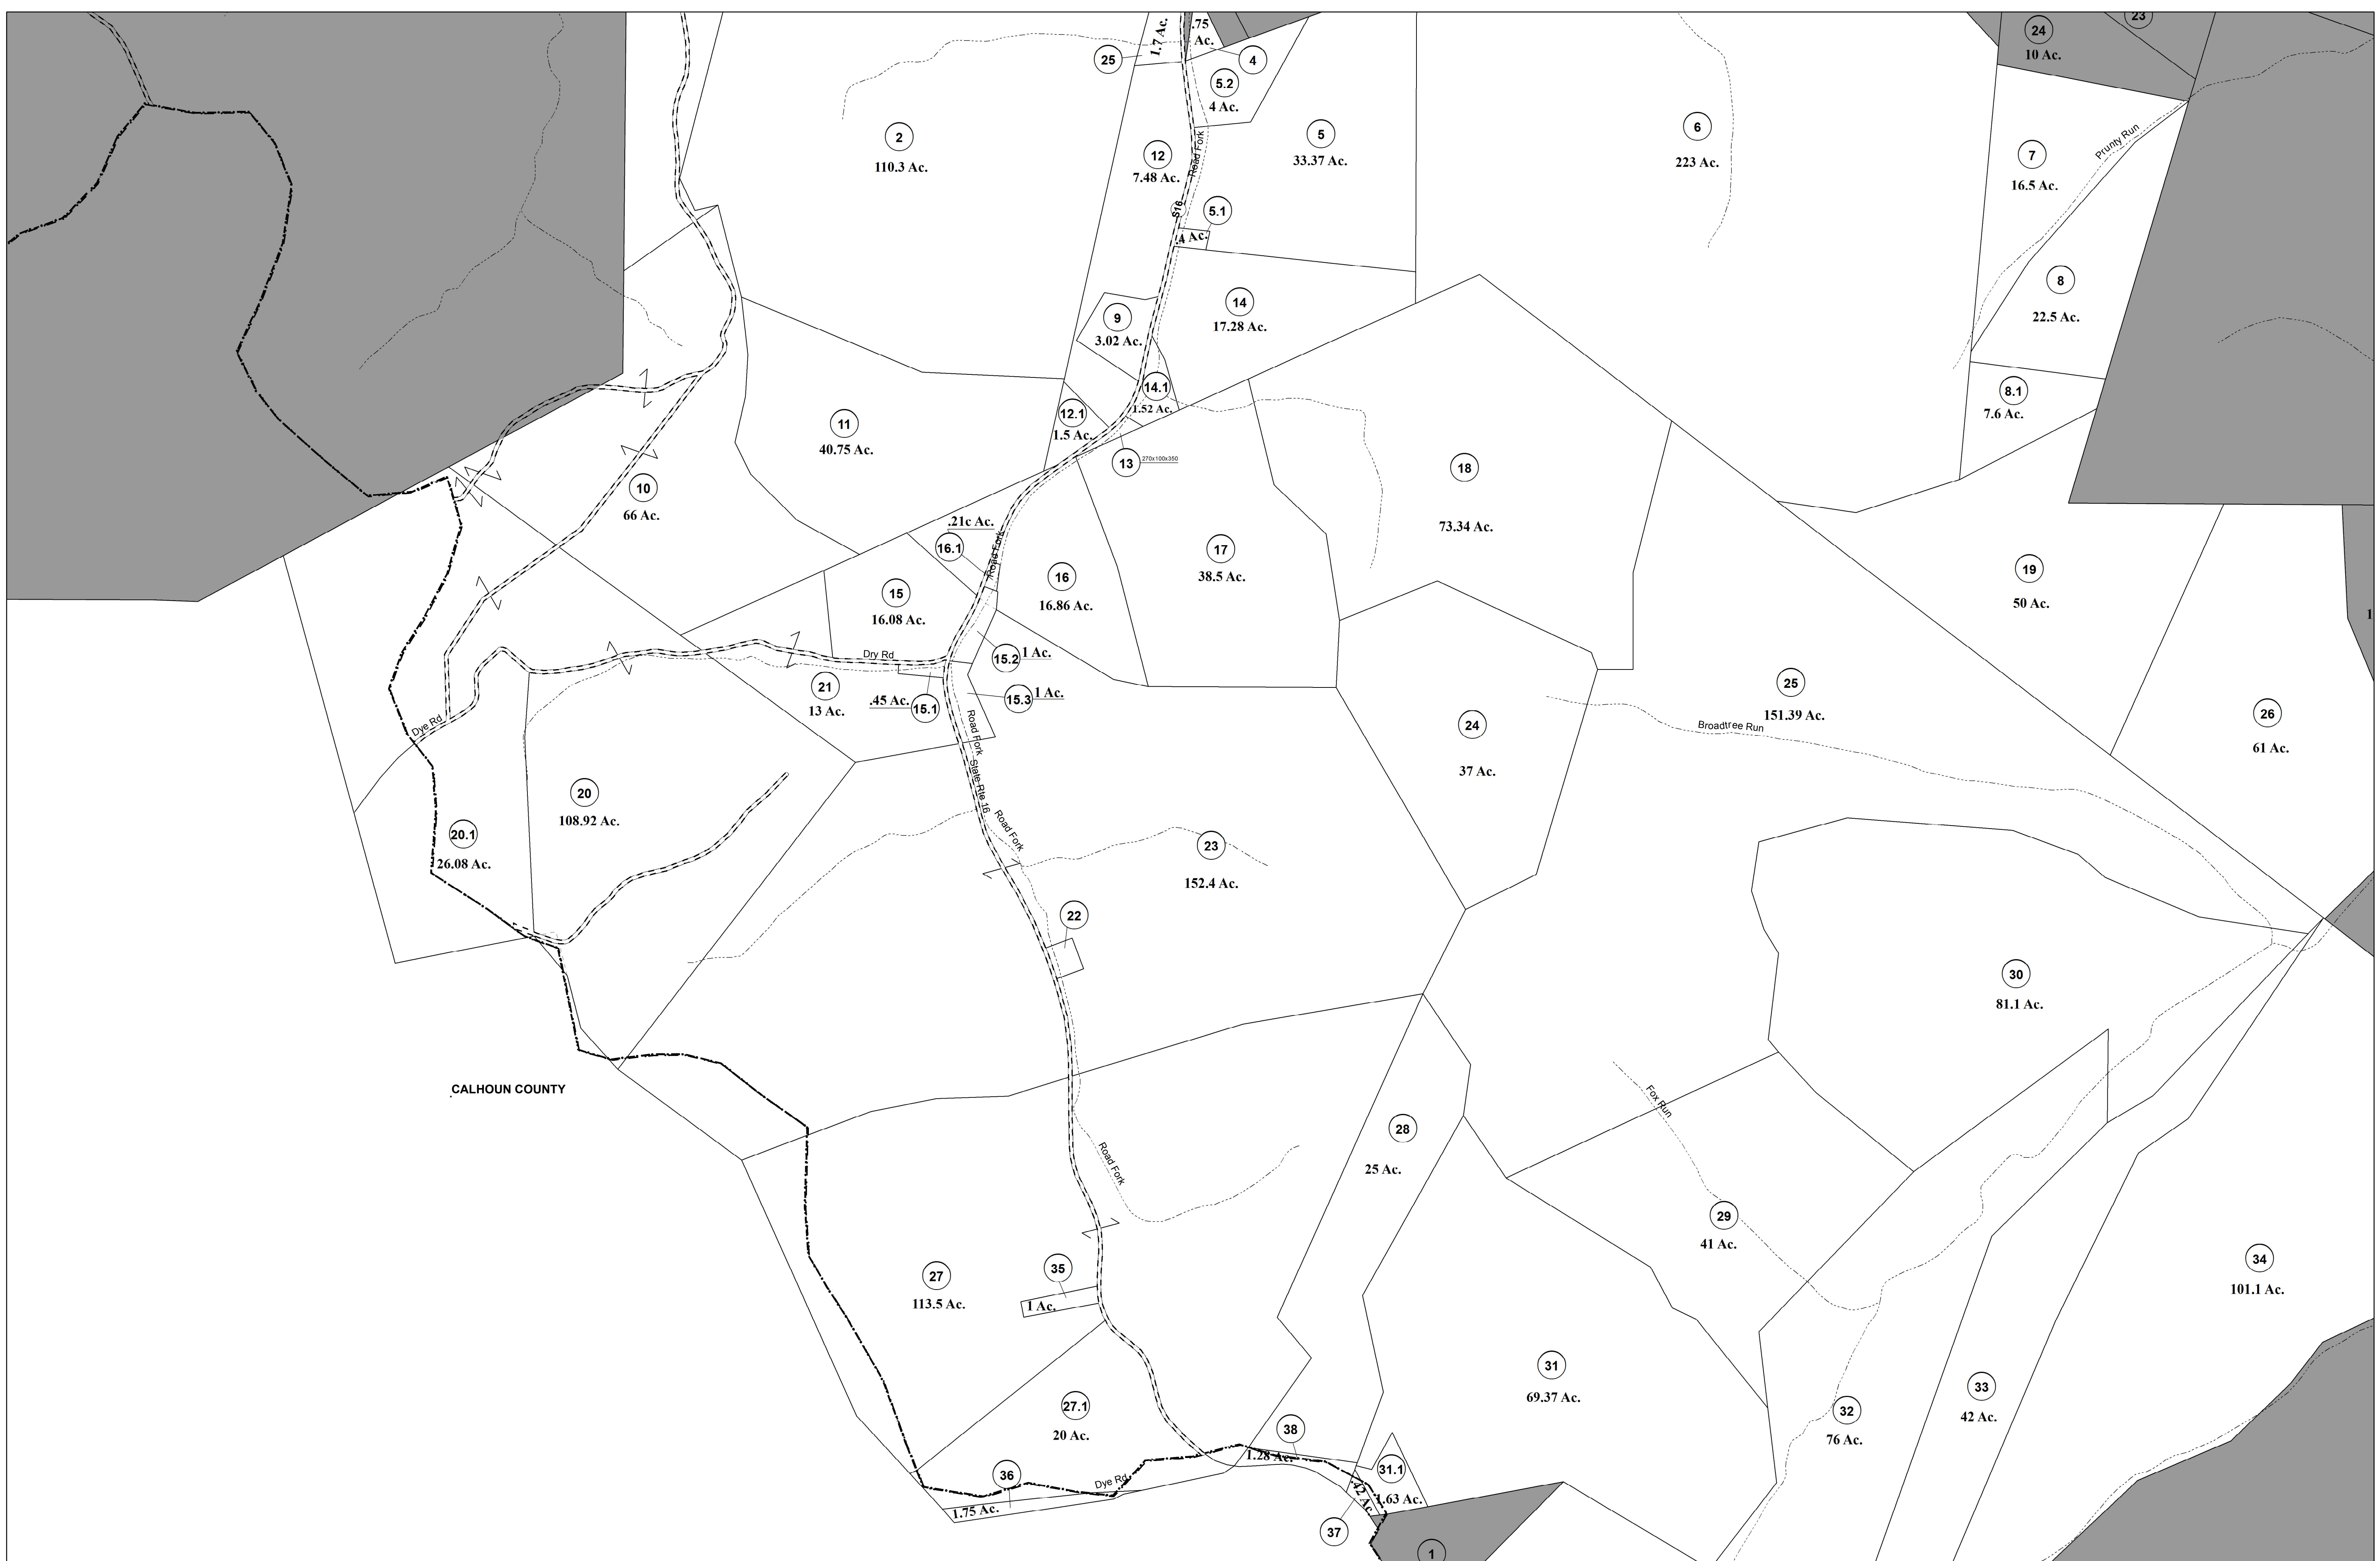 1.7 Ac.
.75
Ac.
25
4
5.2
4 Ac.
24
10 Ac.
23
2
110.3 Ac.
12
7.48 Ac.
Road Fork
5
33.37 Ac.
6
223 Ac.
7
16.5 Ac.
Prunty Run
S16
5.1
.4 Ac.
8
22.5 Ac.
9
3.02 Ac.
14
17.28 Ac.
14.1
1.52 Ac.
8.1
7.6 Ac.
12.1
1.5 Ac.
11
40.75 Ac.
13
270x100x350
18
73.34 Ac.
10
66 Ac.
.21c Ac.
16.1
Road Fork
16
16.86 Ac.
17
38.5 Ac.
19
50 Ac.
15
16.08 Ac.
1
Dry Rd
15.2
1 Ac.
21
13 Ac.
.45 Ac.
15.1
15.3
1 Ac.
25
151.39 Ac.
Broadtree Run
26
61 Ac.
Dye Rd
Road Fork
24
37 Ac.
State Rte 16
20
108.92 Ac.
20.1
26.08 Ac.
Road Fork
23
152.4 Ac.
22
30
81.1 Ac.
CALHOUN COUNTY
Fox Run
28
25 Ac.
Road Fork
29
41 Ac.
27
113.5 Ac.
35
1 Ac.
34
101.1 Ac.
31
69.37 Ac.
33
42 Ac.
27.1
20 Ac.
32
76 Ac.
38
1.28 Ac.
36
1.75 Ac.
Dye Rd
31.1
1.63 Ac.
.42 Ac.
37
1